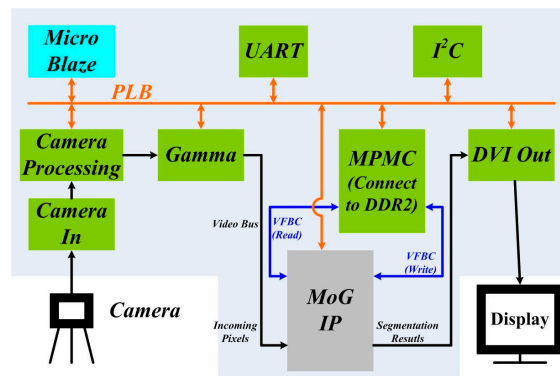 Micro
Blaze
UART
I²C
PLB
Camera
Processing
Gamma
MPMC
(Connect
to DDR2)
DVI Out
Camera
In
Video Bus
VFBC
(Read)
VFBC
(Write)
Camera
MoG
IP
Incoming
Pixels
Segmentation
Resutls
Display